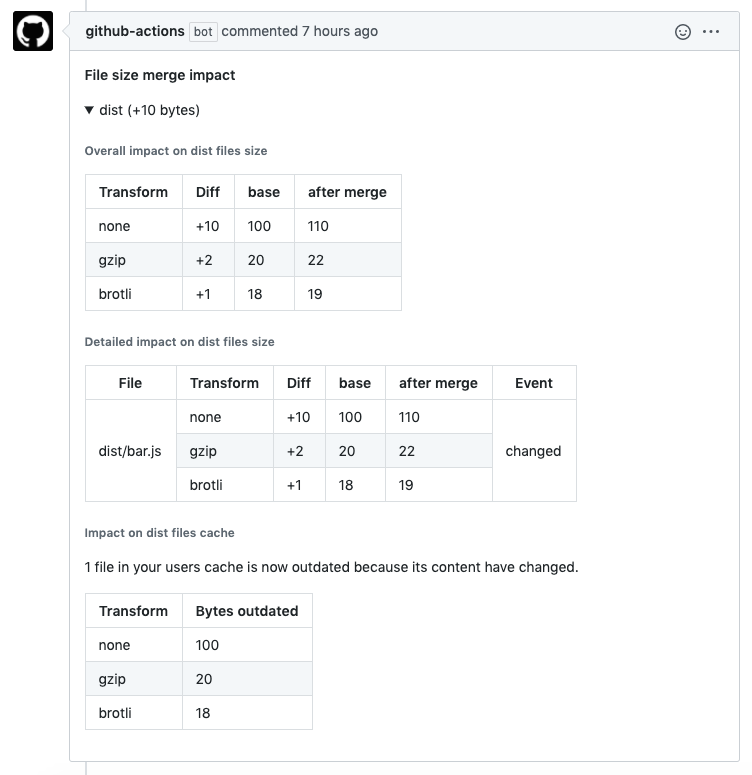 github-actions bot commented 7 hours ago
File size merge impact
▼ dist (+10 bytes)
Overall impact on dist files size
Transform Diff base after merge
none +10 100 110
gzip +2 20 22
brotli +1 18 19
Detailed impact on dist files size
File Transform Diff base after merge Event
none +10 100 110
dist/bar.js gzip +2 20 22 changed
brotli +1 18 19
Impact on dist files cache
1 file in your users cache is now outdated because its content have changed.
Transform Bytes outdated
none 100
gzip 20
brotli 18